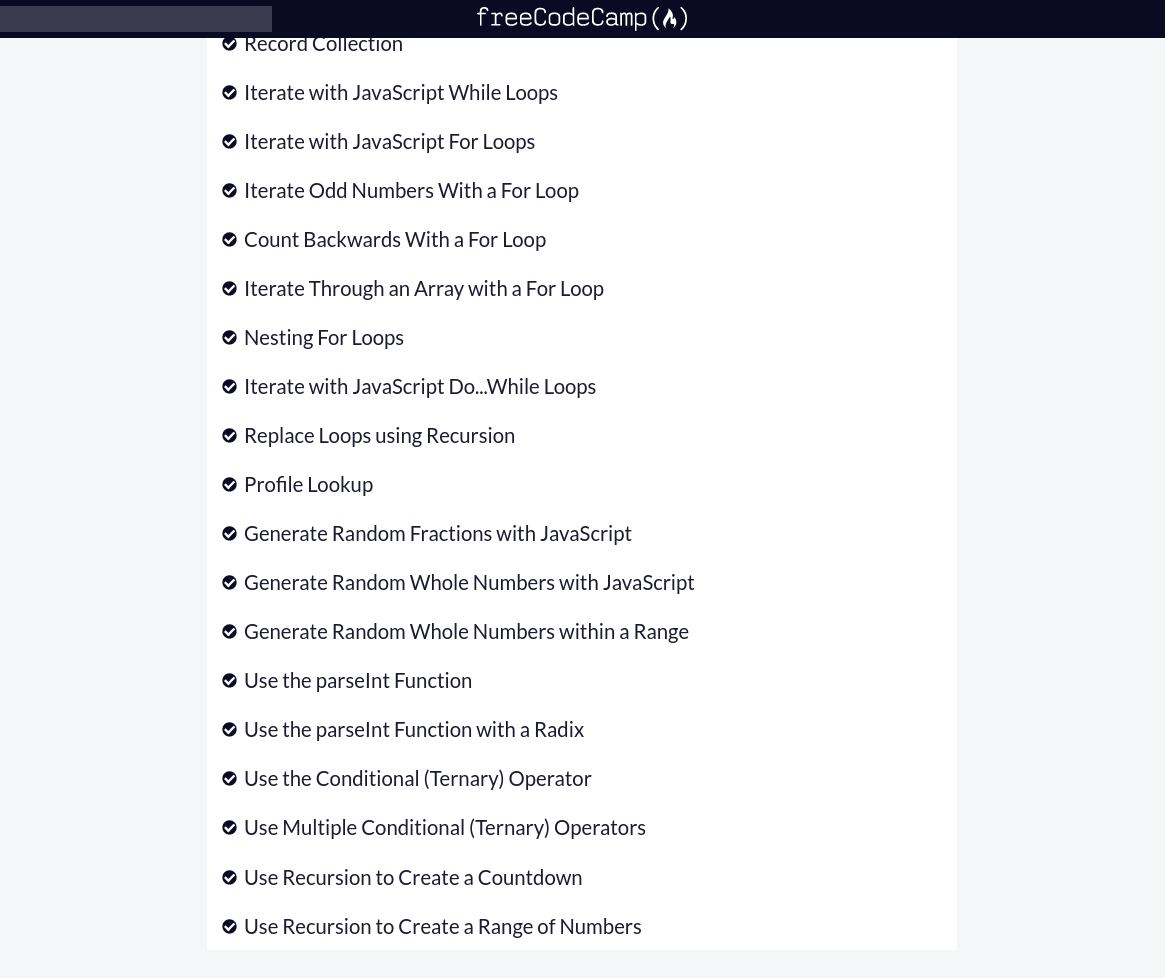 freeCodeCamp(🔥)
Record Collection
Iterate with JavaScript While Loops
Iterate with JavaScript For Loops
Iterate Odd Numbers With a For Loop
Count Backwards With a For Loop
Iterate Through an Array with a For Loop
Nesting For Loops
Iterate with JavaScript Do...While Loops
Replace Loops using Recursion
Profile Lookup
Generate Random Fractions with JavaScript
Generate Random Whole Numbers with JavaScript
Generate Random Whole Numbers within a Range
Use the parseInt Function
Use the parseInt Function with a Radix
Use the Conditional (Ternary) Operator
Use Multiple Conditional (Ternary) Operators
Use Recursion to Create a Countdown
Use Recursion to Create a Range of Numbers